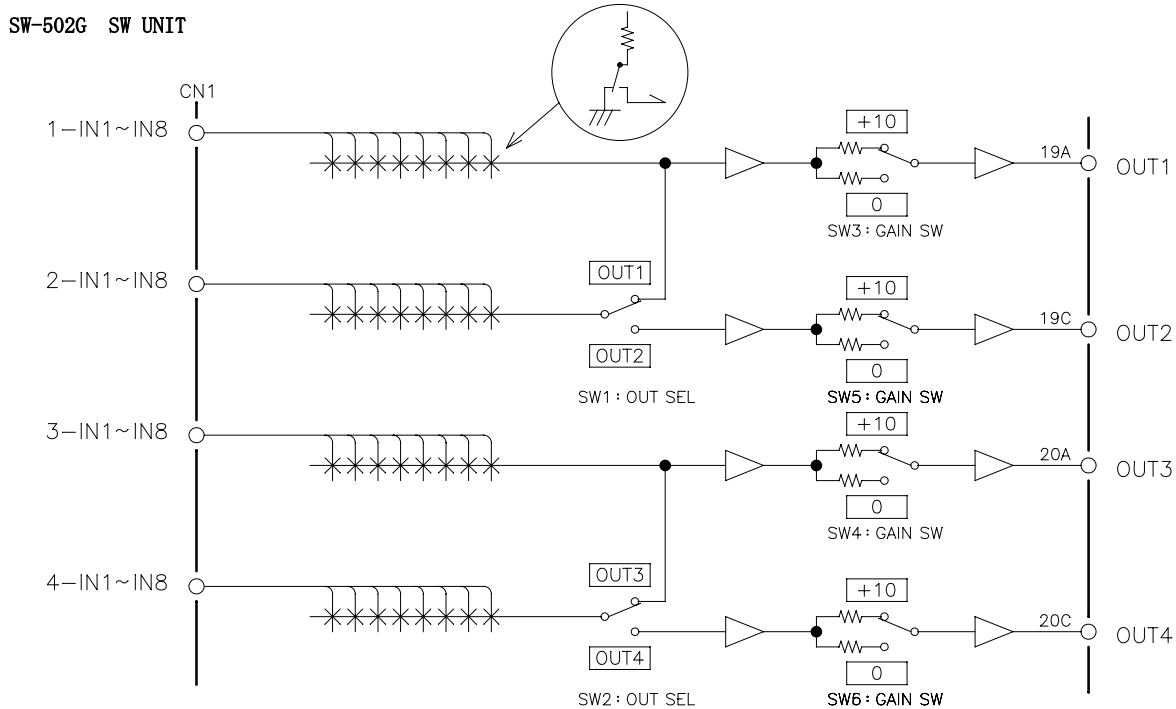 SW-502G SW UNIT
CN1
1-IN1~IN8
+10
19A
OUT1
0
SW3 : GAIN SW
2-IN1~IN8
OUT1
+10
19C
OUT2
OUT2
0
SW1 : OUT SEL
SW5 : GAIN SW
3-IN1~IN8
+10
20A
OUT3
0
SW4 : GAIN SW
4-IN1~IN8
OUT3
+10
20C
OUT4
OUT4
0
SW2 : OUT SEL
SW6 : GAIN SW